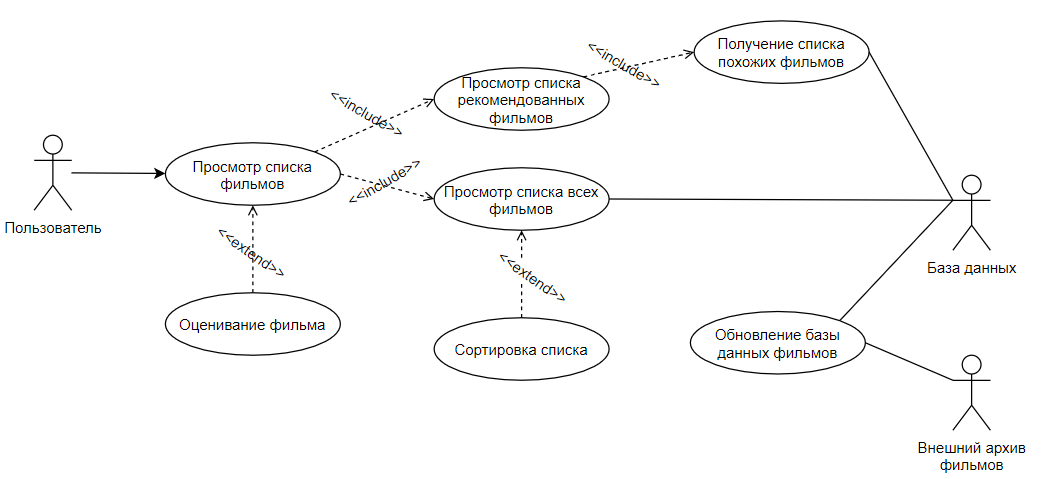 Получение списка
похожих фильмов
<<include>>
Просмотр списка
рекомендованных
фильмов
<<include>>
Просмотр списка
фильмов
<<include>>
Просмотр списка всех
фильмов
Пользователь
<<extend>>
<<extend>>
База данных
Оценивание фильма
Сортировка списка
Обновление базы
данных фильмов
Внешний архив
фильмов